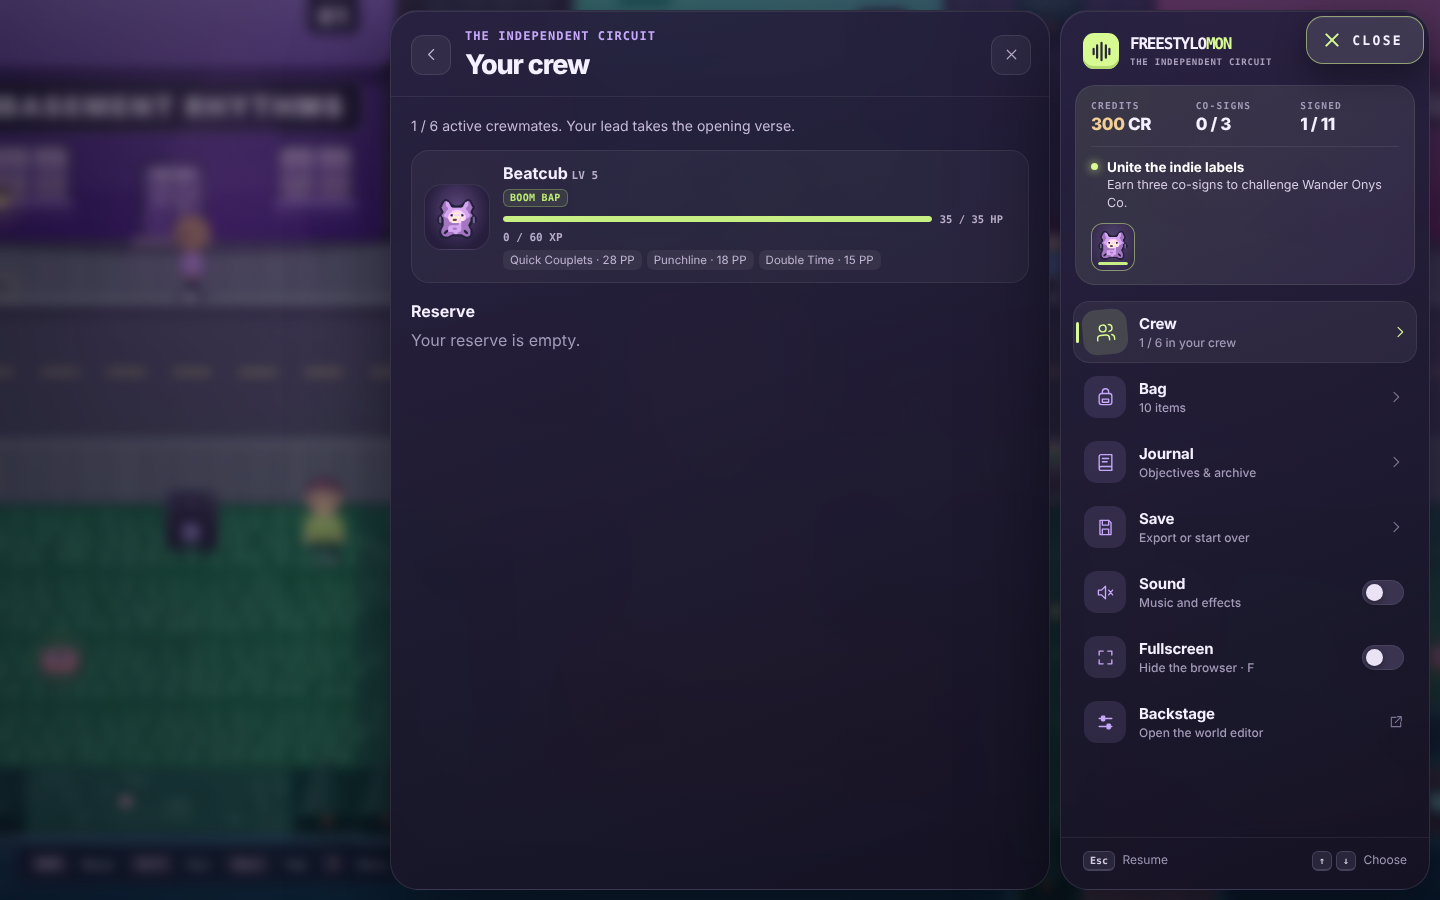 BASEMENT RHYTHMS
THE INDEPENDENT CIRCUIT
Your crew
1 / 6 active crewmates. Your lead takes the opening verse.
Beatcub LV 5
BOOM BAP
35 / 35 HP
0 / 60 XP
Quick Couplets · 28 PP
Punchline · 18 PP
Double Time · 15 PP
Reserve
Your reserve is empty.
FREESTYLOMON
THE INDEPENDENT CIRCUIT
CLOSE
CREDITS
300 CR
CO-SIGNS
0 / 3
SIGNED
1 / 11
Unite the indie labels
Earn three co-signs to challenge Wander Onys
Co.
Crew
1 / 6 in your crew
Bag
10 items
Journal
Objectives & archive
Save
Export or start over
Sound
Music and effects
Fullscreen
Hide the browser · F
Backstage
Open the world editor
Esc Resume
↑ ↓ Choose